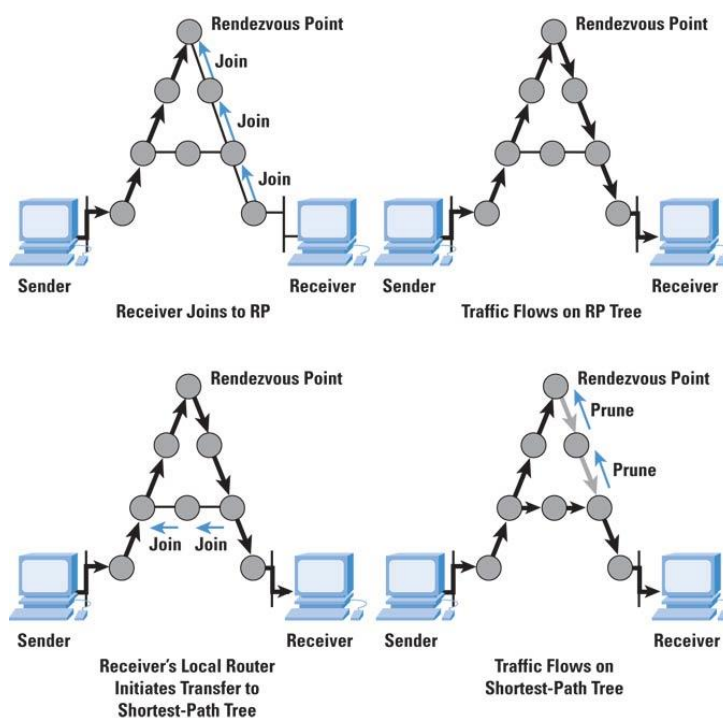 Rendezvous Point
Join
Join
Join
Sender
Receiver
Receiver Joins to RP
Rendezvous Point
Sender
Receiver
Traffic Flows on RP Tree
Rendezvous Point
Join
Join
Sender
Receiver
Receiver's Local Router
Initiates Transfer to
Shortest-Path Tree
Rendezvous Point
Prune
Prune
Sender
Receiver
Traffic Flows on
Shortest-Path Tree